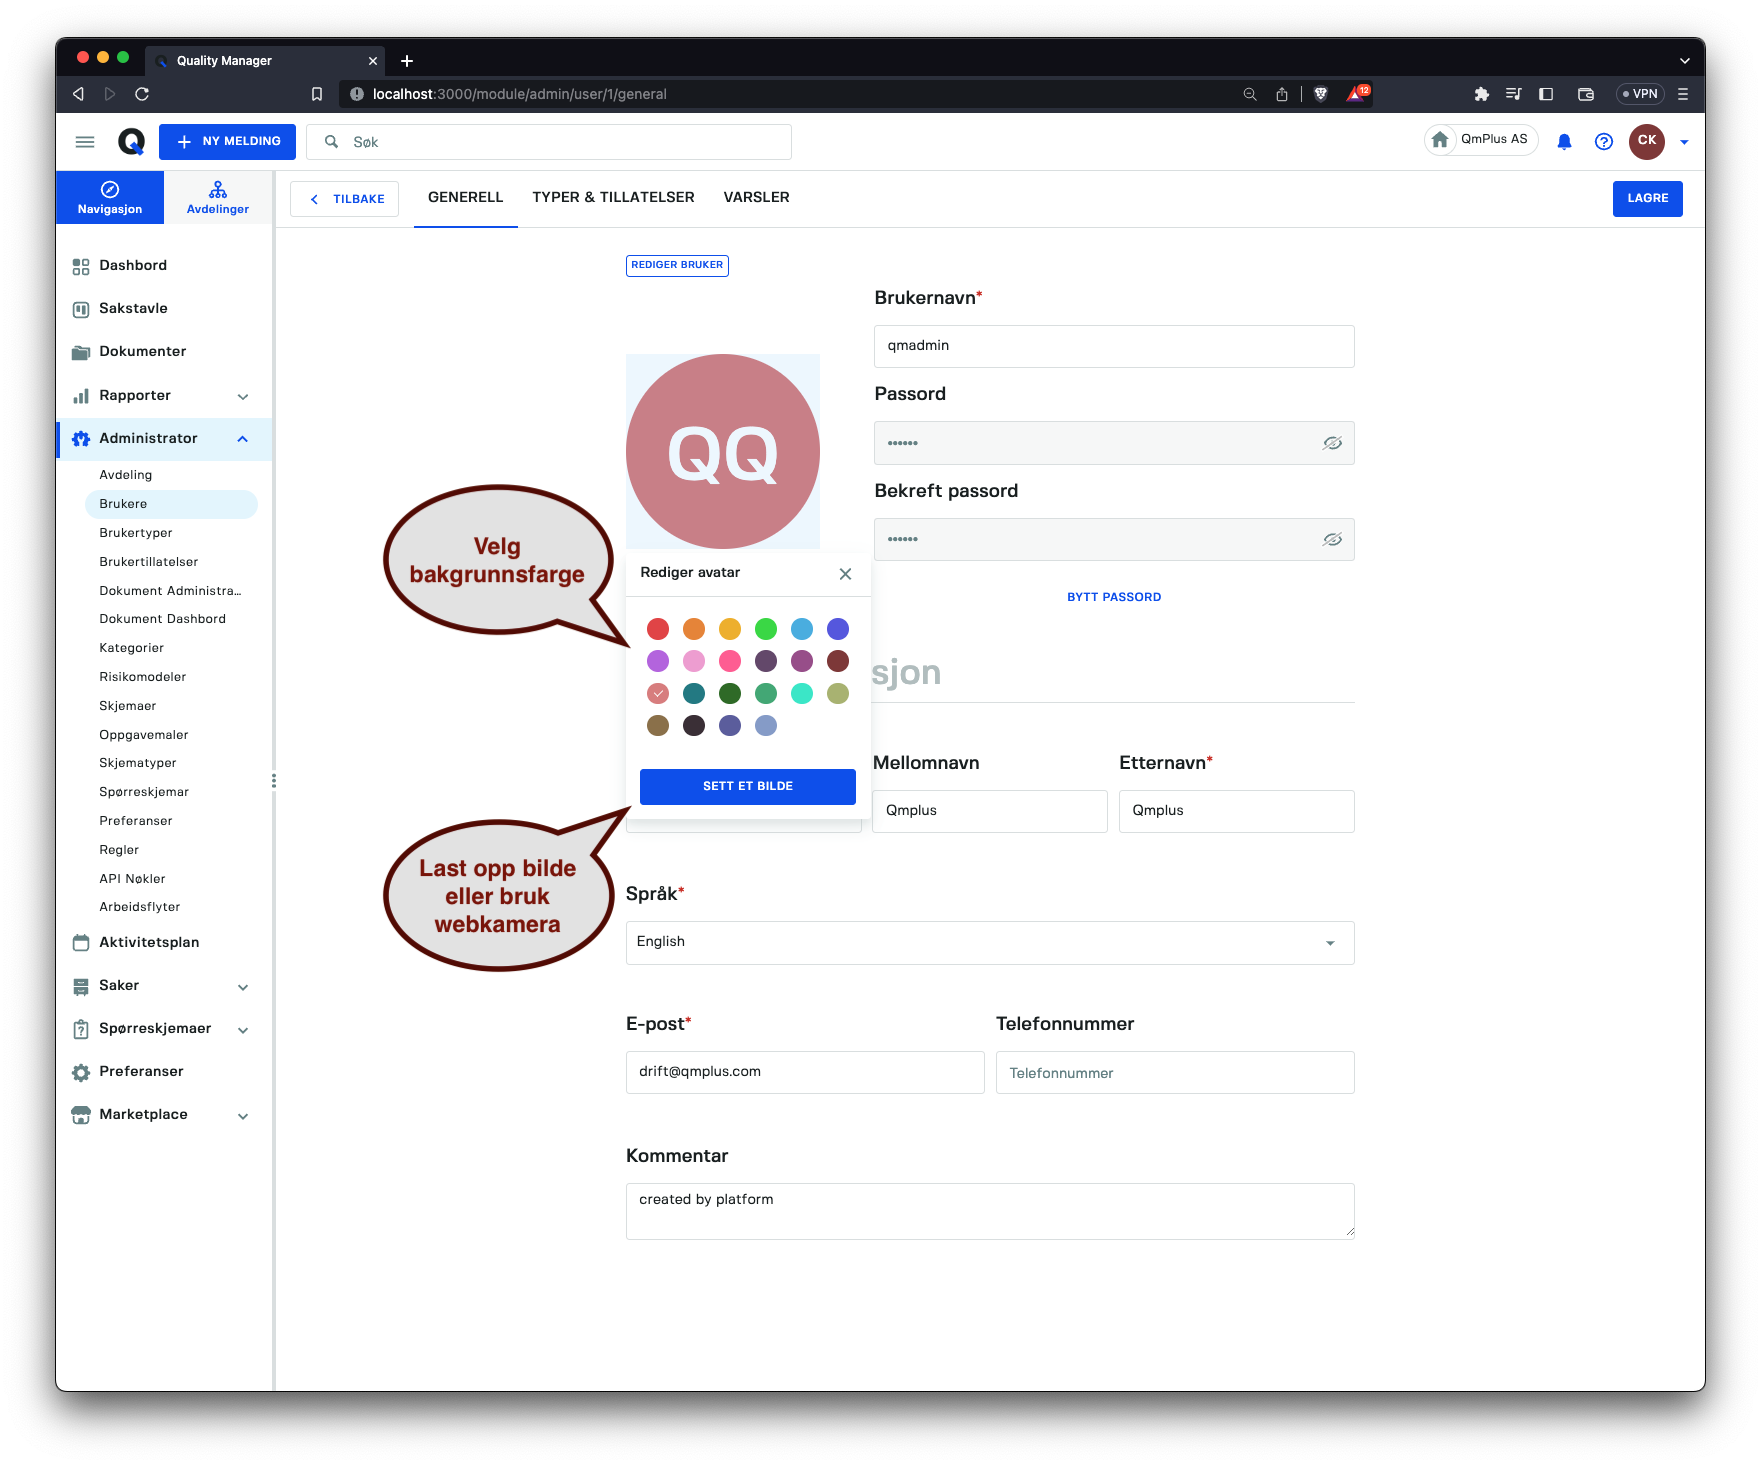 Quality Manager
localhost:3000/module/admin/user/1/general
12
VPN
NY MELDING
Søk
QmPlus AS
CK
Navigasjon
Avdelinger
TILBAKE
GENERELL
TYPER & TILLATELSER
VARSLER
LAGRE
Dashbord
Sakstavle
Dokumenter
Rapporter
Administrator
Avdeling
Brukere
Brukertyper
Brukertillatelser
Dokument Administra...
Dokument Dashbord
Kategorier
Risikomodeler
Skjemaer
Oppgavemaler
Skjematyper
Spørreskjemar
Preferanser
Regler
API Nøkler
Arbeidsflyter
Aktivitetsplan
Saker
Spørreskjemaer
Preferanser
Marketplace
REDIGER BRUKER
QQ
Brukernavn*
qmadmin
Passord
••••••
Bekreft passord
••••••
BYTT PASSORD
Velg
bakgrunnsfarge
Rediger avatar
SETT ET BILDE
Last opp bilde
eller bruk
webkamera
sjon
Mellomnavn
Etternavn*
Qmplus
Qmplus
Språk*
English
E-post*
Telefonnummer
drift@qmplus.com
Telefonnummer
Kommentar
created by platform